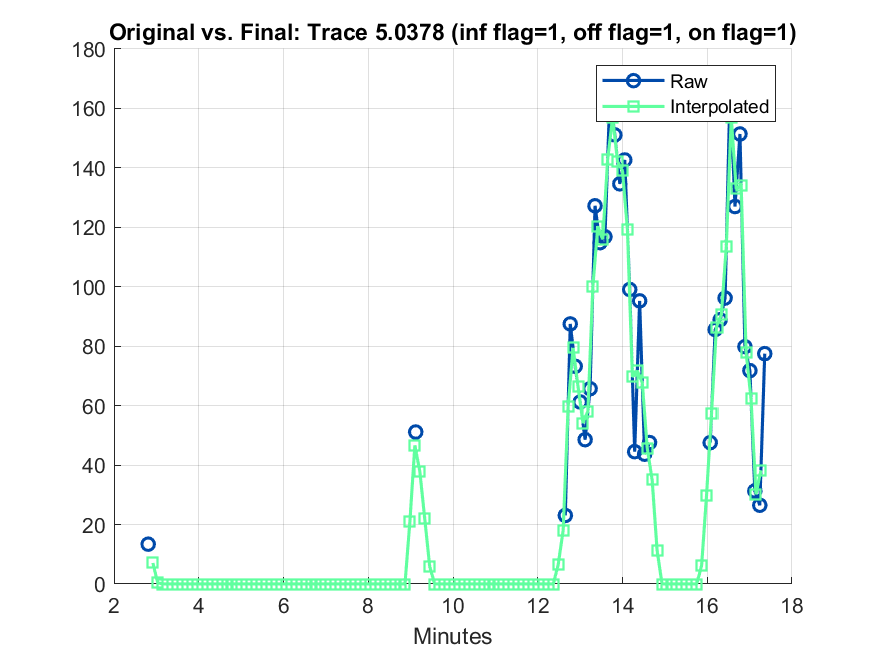 Original vs. Final: Trace 5.0378 (inf flag=1, off flag=1, on flag=1)
180
160
140
120
100
80
60
40
20
0
Raw
Interpolated
2 4 6 8 10 12 14 16 18
Minutes